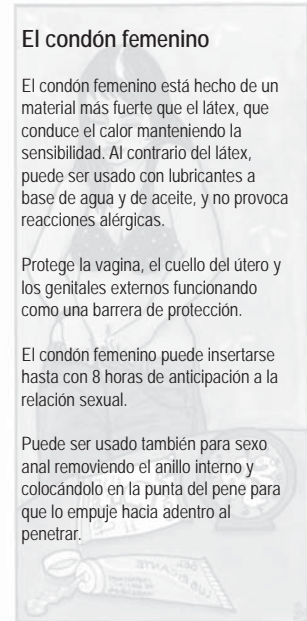 El condón femenino
El condón femenino está hecho de un
material más fuerte que el látex, que
conduce el calor manteniendo la
sensibilidad. Al contrario del látex,
puede ser usado con lubricantes a
base de agua y de aceite, y no provoca
reacciones alérgicas.
Protege la vagina, el cuello del útero y
los genitales externos funcionando
como una barrera de protección.
El condón femenino puede insertarse
hasta con 8 horas de anticipación a la
relación sexual.
Puede ser usado también para sexo
anal removiendo el anillo interno y
colocándolo en la punta del pene para
que lo empuje hacia adentro al
penetrar.